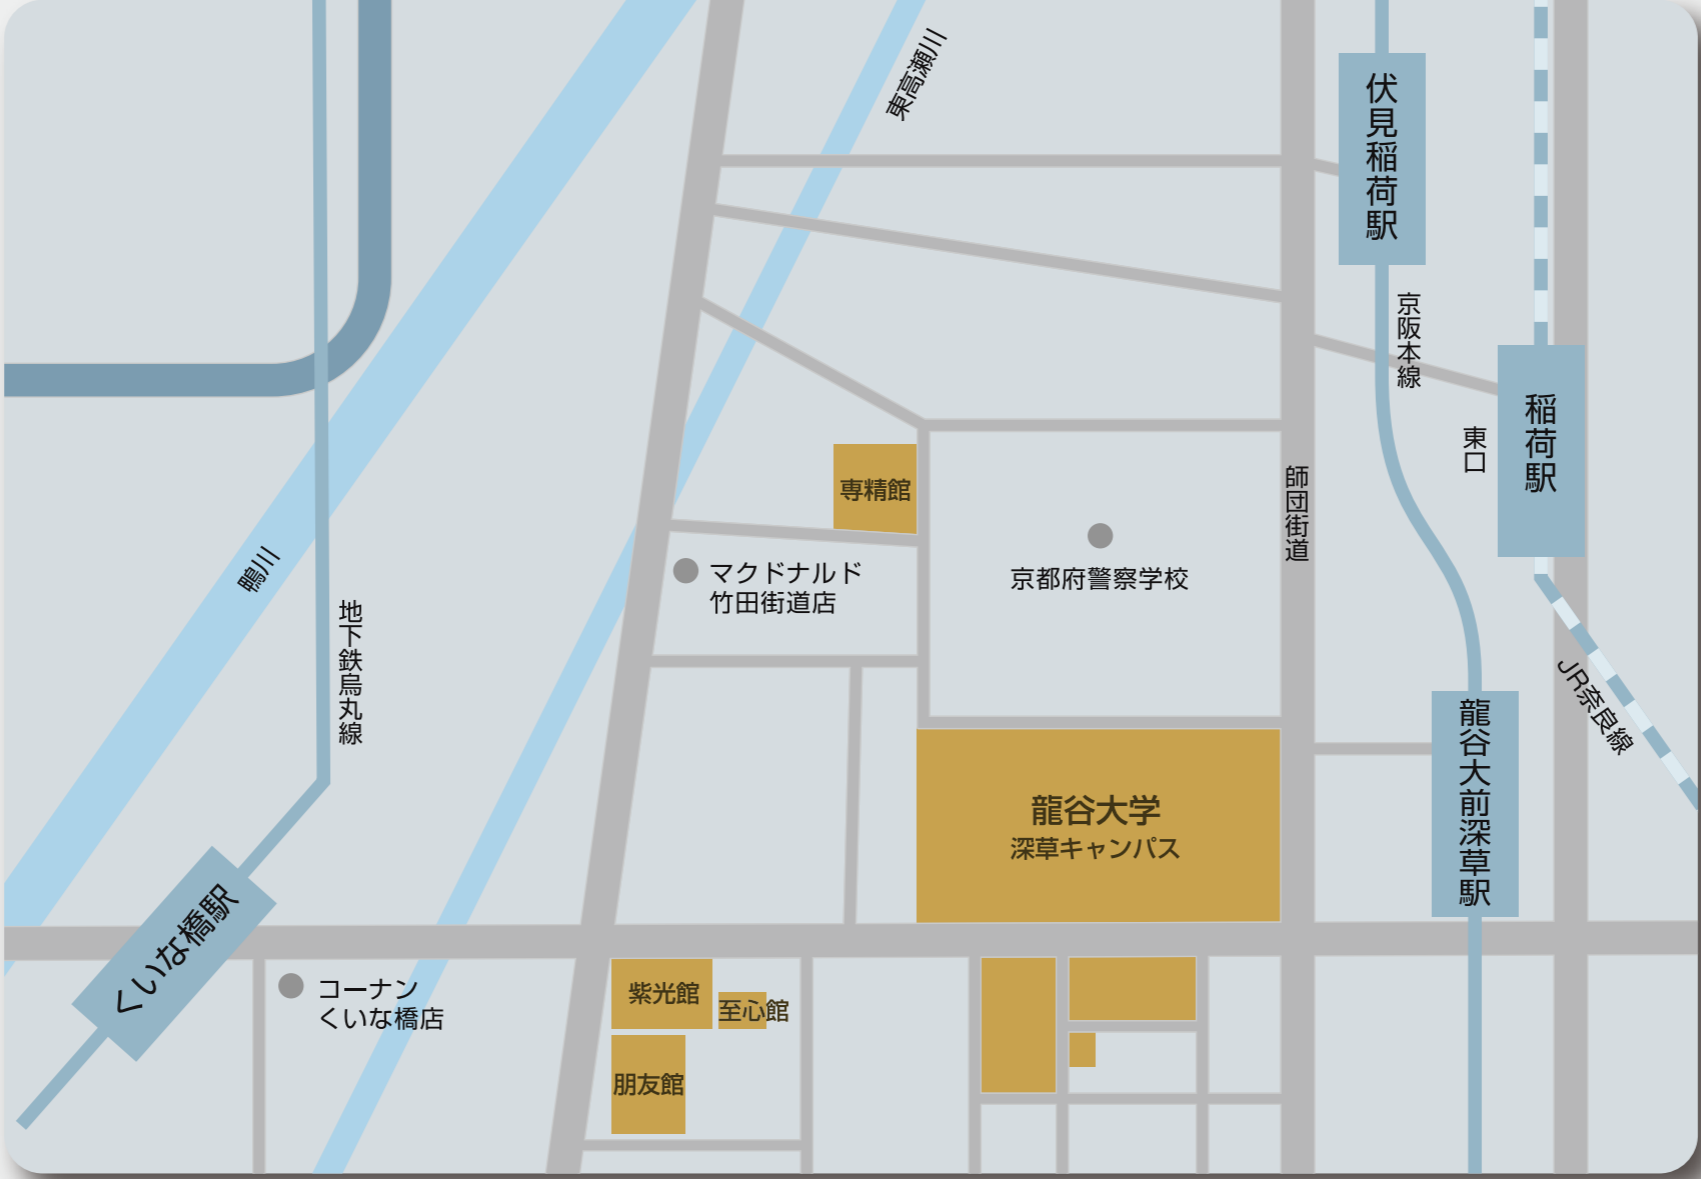 東高瀬川
伏見稲荷駅
京阪本線
稲荷駅
東口
専精館
師団街道
マクドナルド
竹田街道店
京都府警察学校
鴨川
地下鉄烏丸線
JR奈良線
龍谷大前深草駅
龍谷大学
深草キャンパス
くいな橋駅
コーナン
くいな橋店
紫光館
至心館
朋友館